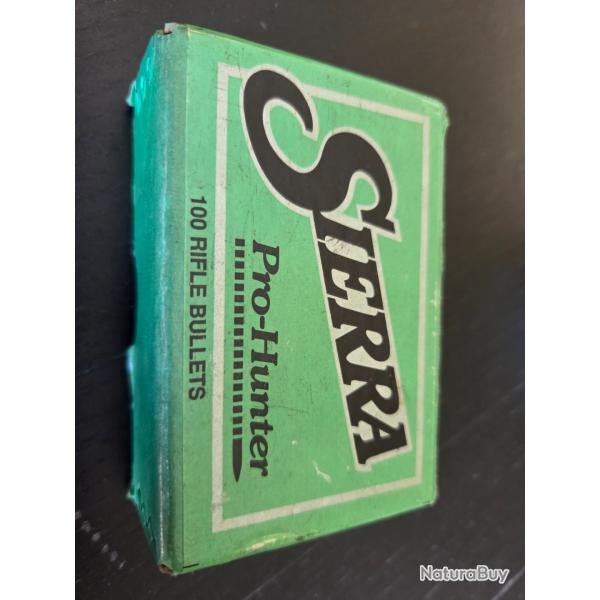 SIERRA
Pro-Hunter
100 RIFLE BULLETS
NaturaBuy